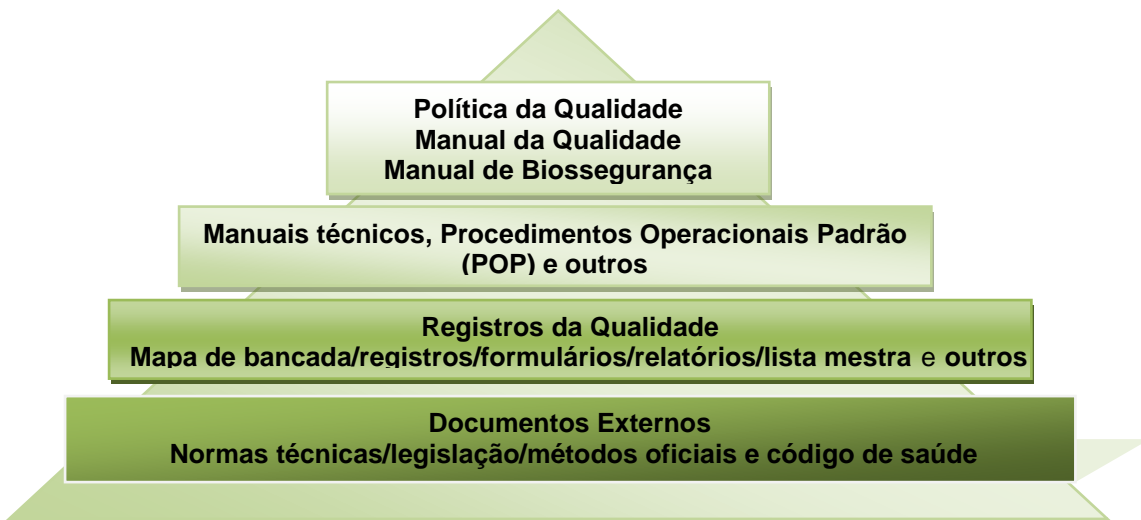 Política da Qualidade
Manual da Qualidade
Manual de Biossegurança
Manuais técnicos, Procedimentos Operacionais Padrão
(POP) e outros
Registros da Qualidade
Mapa de bancada/registros/formulários/relatórios/lista mestra e outros
Documentos Externos
Normas técnicas/legislação/métodos oficiais e código de saúde